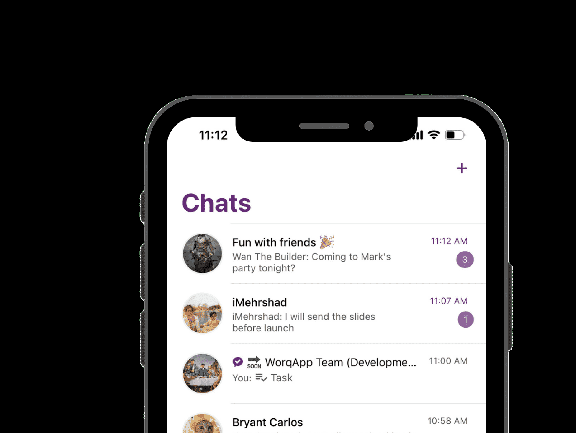 11:12
+
Chats
Fun with friends 🎉 11:12 AM
Wan The Builder: Coming to Mark's 3
party tonight?
iMehrshad 11:07 AM
iMehrshad: I will send the slides 1
before launch
SOON WorqApp Team (Developme... 11:00 AM
You: Task
Bryant Carlos 10:58 AM